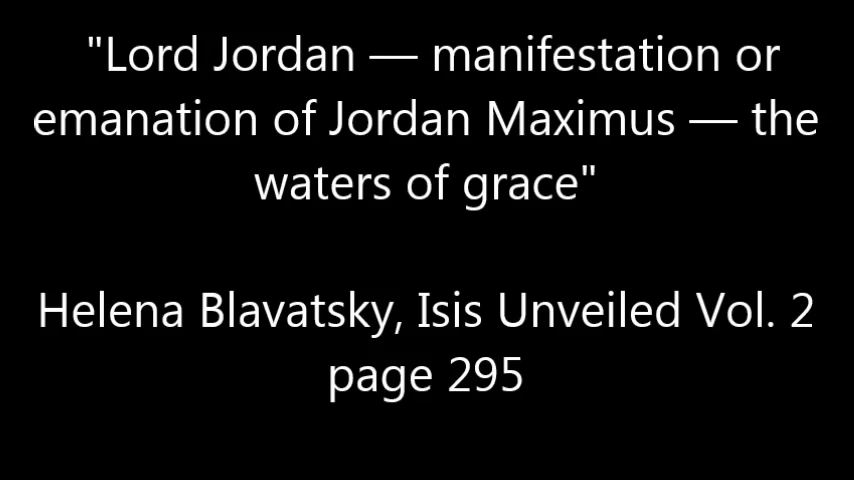 "Lord Jordan — manifestation or
emanation of Jordan Maximus — the
waters of grace"
Helena Blavatsky, Isis Unveiled Vol. 2
page 295